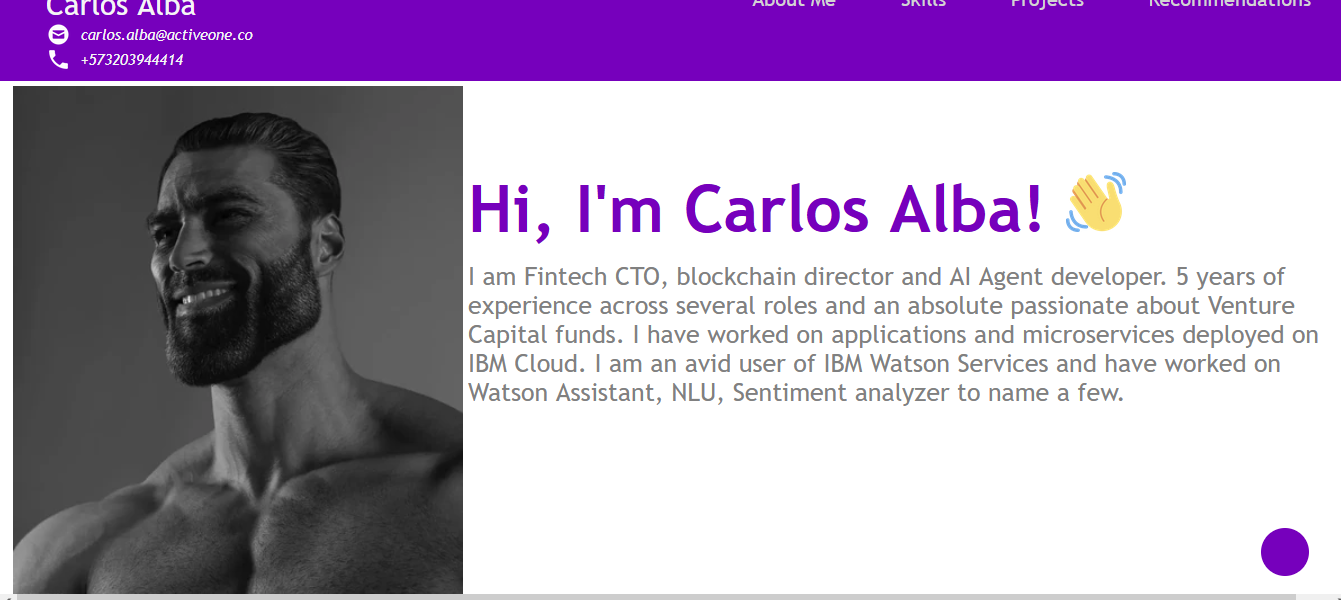 Carlos Alba
About Me Skills Projects Recommendations
carlos.alba@activeone.co
+573203944414
Hi, I'm Carlos Alba! 👋
I am Fintech CTO, blockchain director and AI Agent developer. 5 years of
experience across several roles and an absolute passionate about Venture
Capital funds. I have worked on applications and microservices deployed on
IBM Cloud. I am an avid user of IBM Watson Services and have worked on
Watson Assistant, NLU, Sentiment analyzer to name a few.